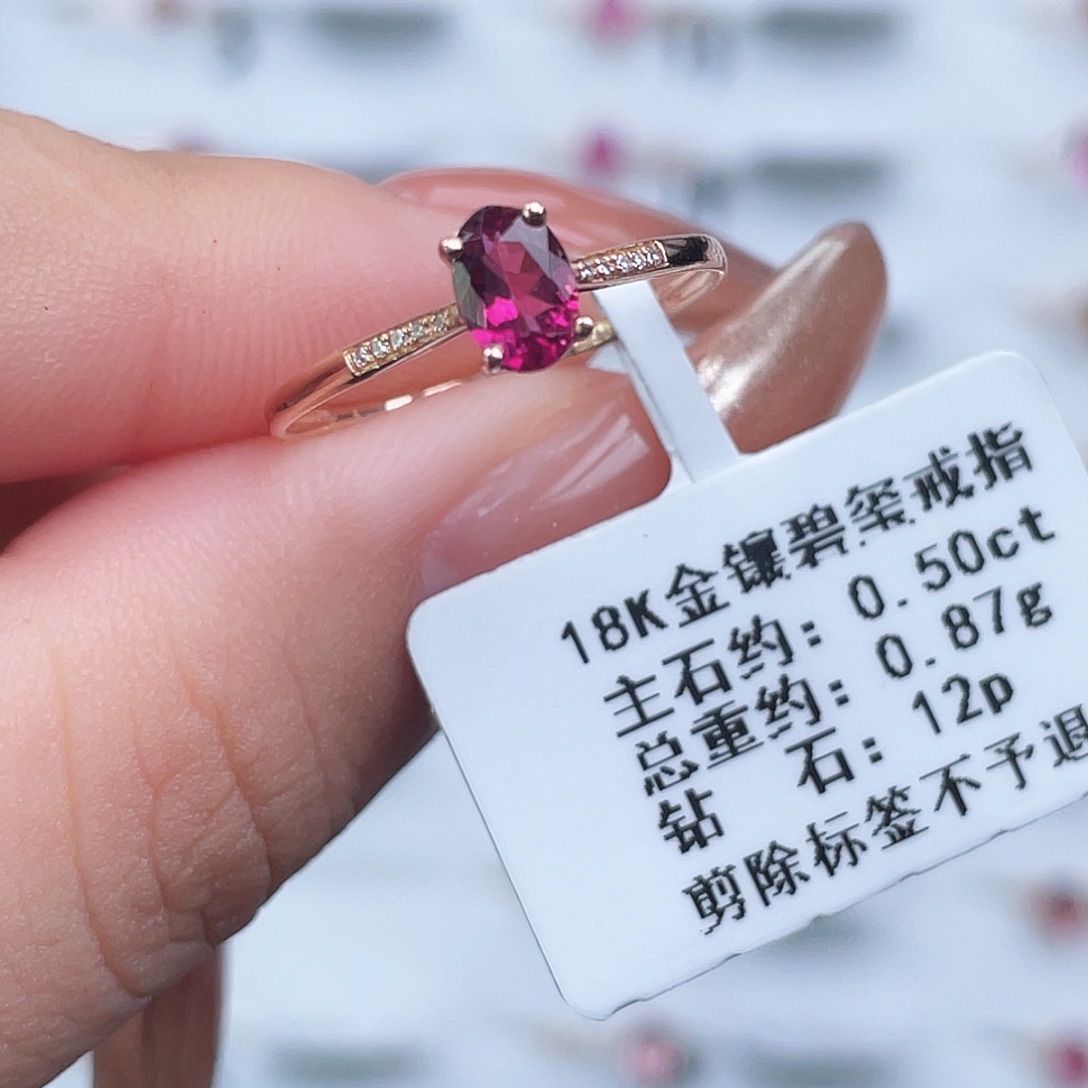 18K金镶碧玺戒指
主石约: 0.50ct
总重约: 0.87g
钻 石: 12p
剪除标签不予退